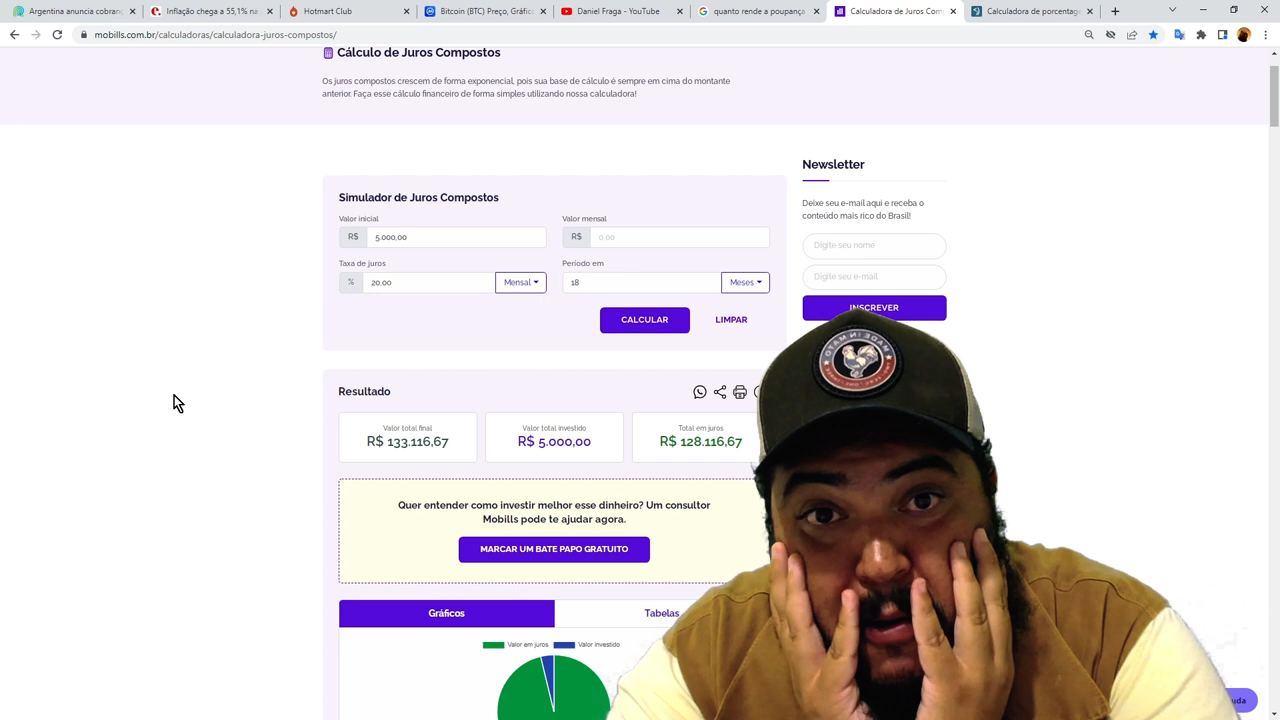 Argentina anuncia cobranç
Inflação chega a 55,1% na
Hotmart Club
Bitcoin (BTC) Preço, Gráfico
Daniel Fraga - YouTube
quanto rende a poupança
Calculadora de Juros Com
Calculadora de porcentage
mobills.com.br/calculadoras/calculadora-juros-compostos/
Cálculo de Juros Compostos
Os juros compostos crescem de forma exponencial, pois sua base de cálculo é sempre em cima do montante
anterior. Faça esse cálculo financeiro de forma simples utilizando nossa calculadora!
Simulador de Juros Compostos
Valor inicial
R$ 5.000,00
Valor mensal
R$ 0,00
Taxa de juros
% 20,00 Mensal
Período em
18 Meses
CALCULAR
LIMPAR
Resultado
Valor total final
R$ 133.116,67
Valor total investido
R$ 5.000,00
Total em juros
R$ 128.116,67
Quer entender como investir melhor esse dinheiro? Um consultor
Mobills pode te ajudar agora.
MARCAR UM BATE PAPO GRATUITO
Gráficos
Tabelas
Valor em juros
Valor investido
Newsletter
Deixe seu e-mail aqui e receba o
conteúdo mais rico do Brasil!
Digite seu nome
Digite seu e-mail
INSCREVER
uda